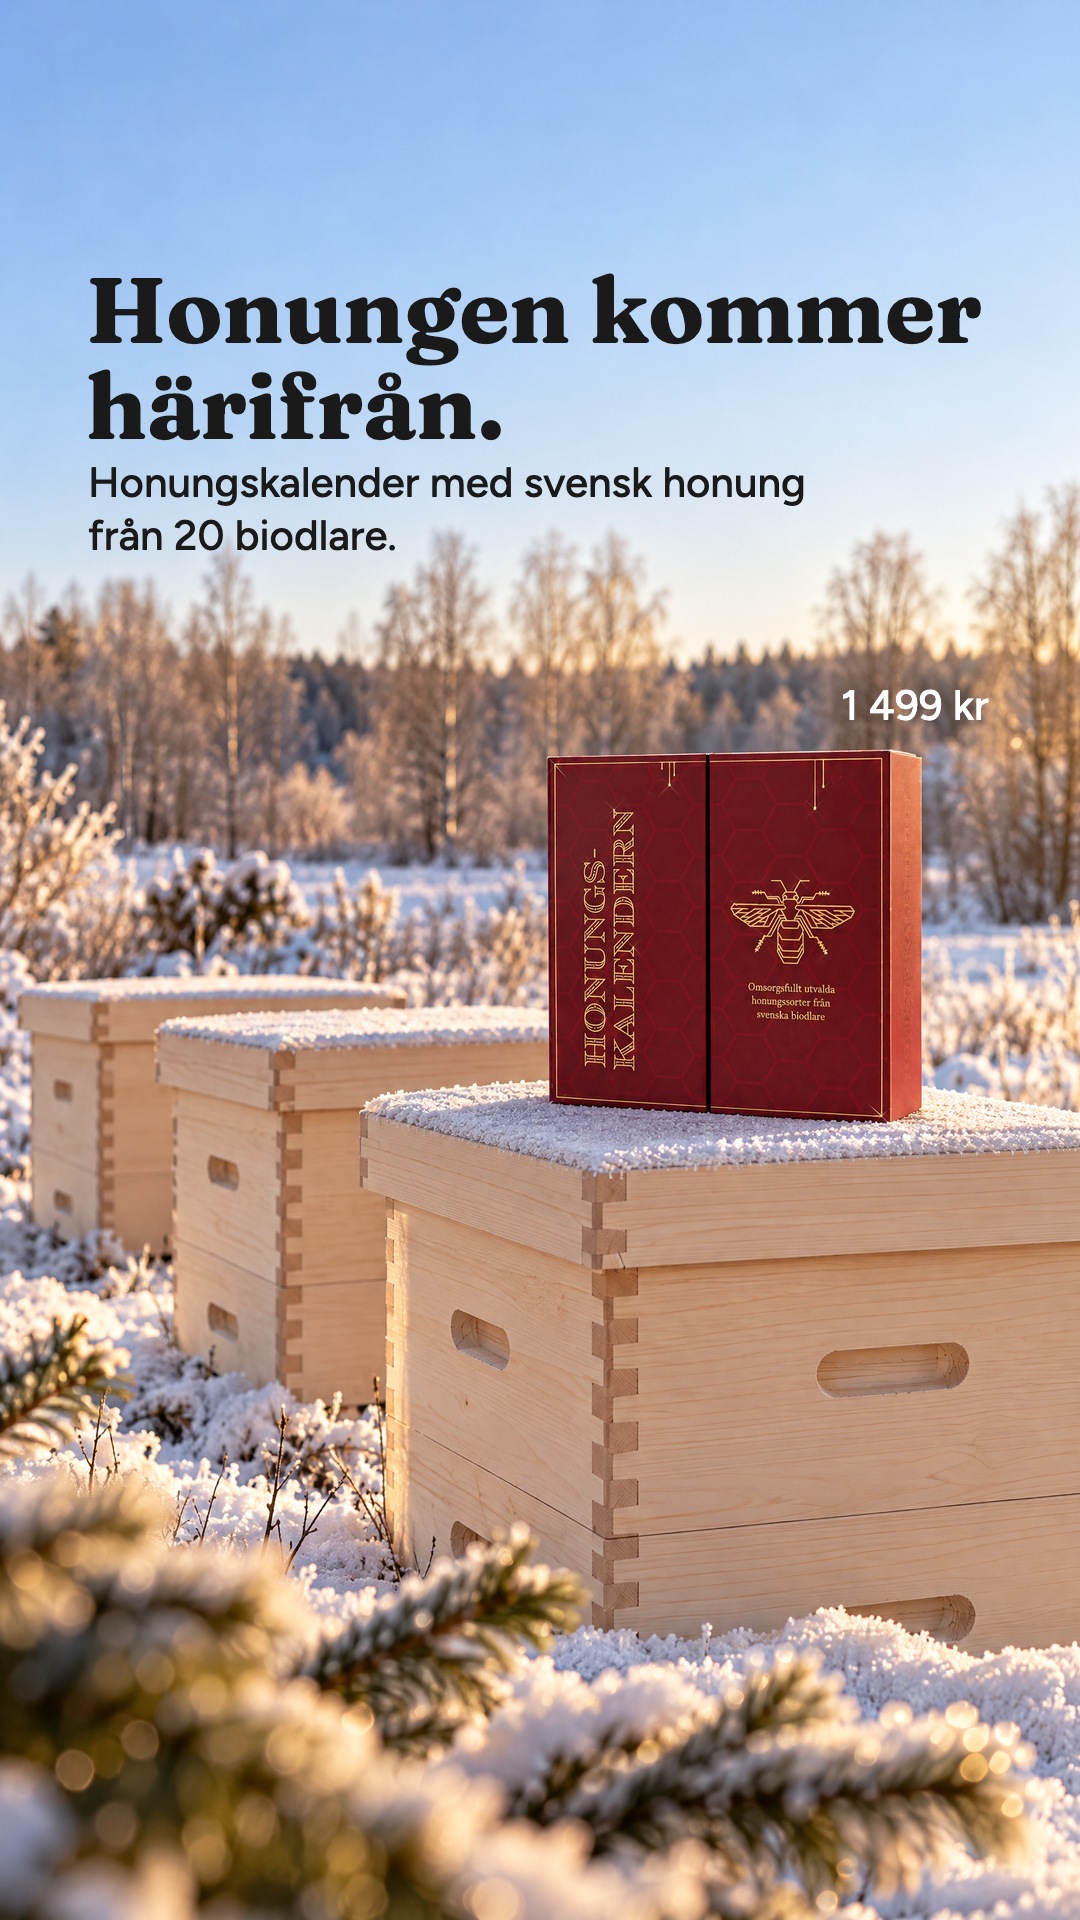 Honungen kommer
härifrån.
Honungskalender med svensk honung
från 20 biodlare.
1 499 kr
HONUNGS-
KALENDERN
Omsorgsfullt utvalda
honungssorter från
svenska biodlare